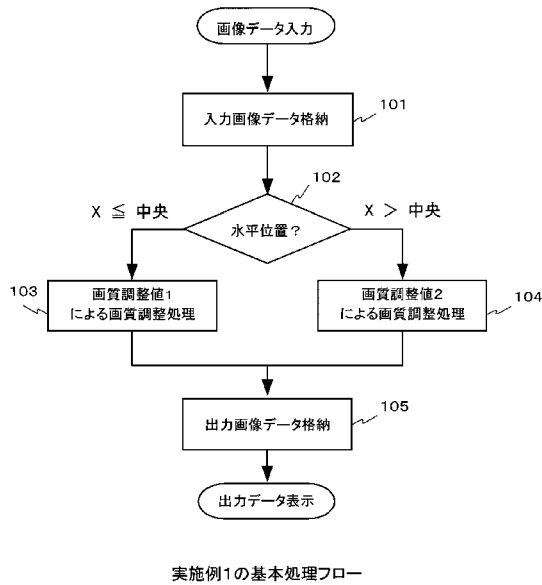 画像データ入力
101
入力画像データ格納
102
X ≦ 中央
X > 中央
水平位置？
103
画質調整値1
による画質調整処理
画質調整値2
による画質調整処理
104
105
出力画像データ格納
出力データ表示
実施例1の基本処理フロー